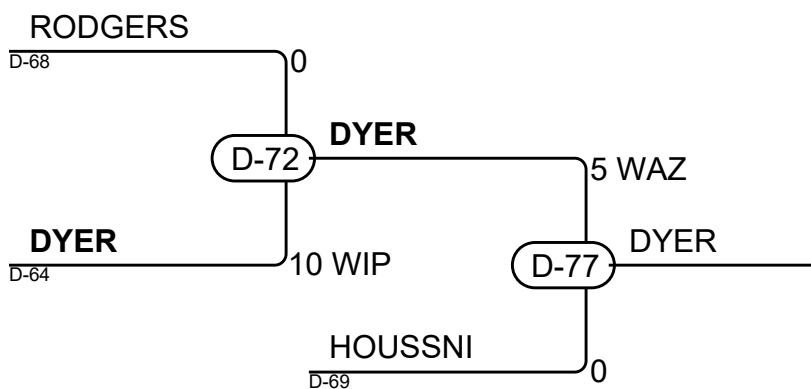 RODGERS
D-68
0
D-72
DYER
5 WAZ
DYER
D-64
10 WIP
D-77
DYER
HOUSSNI
D-69
0